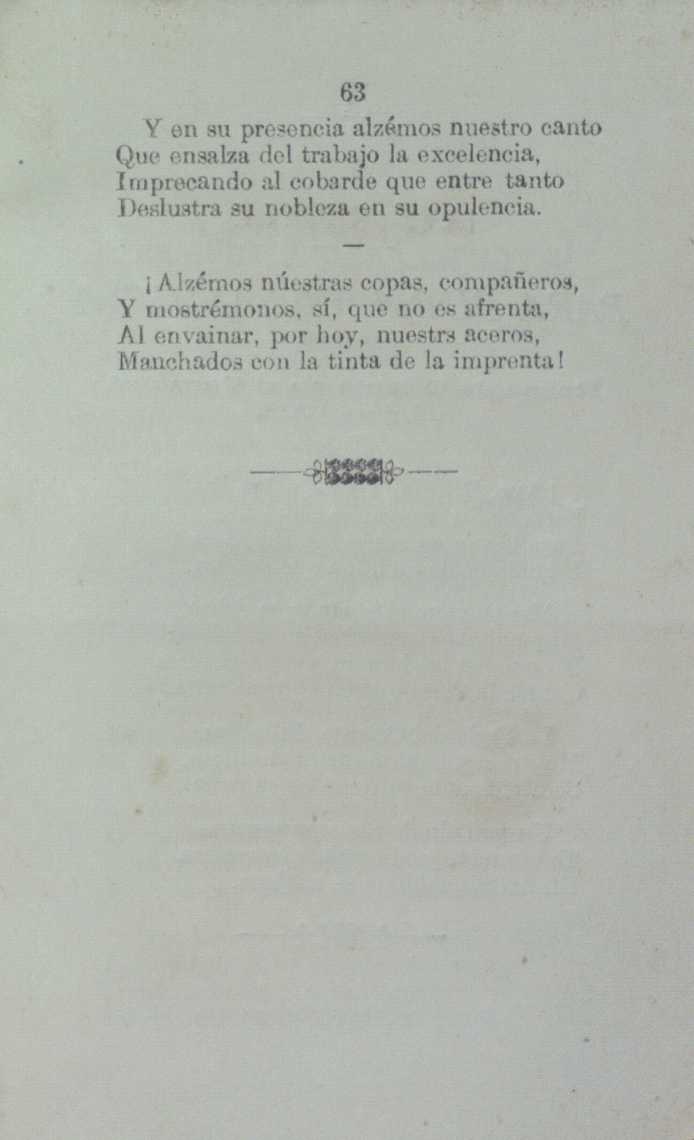 63
Y en su presencia alzémos nuestro canto
Que ensalza del trabajo la excelencia,
Imprecando al cobarde que entre tanto
Deslustra su nobleza en su opulencia.
—
¡Alzémos núestras copas, compañeros,
Y mostrémonos, sí, que no es afrenta,
Al envainar, por hoy, nuestrs aceros,
Manchados con la tinta de la imprenta!